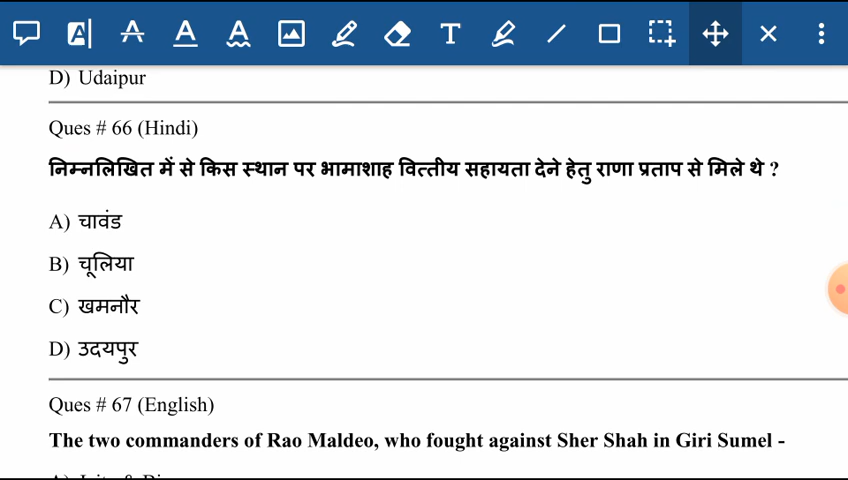 D) Udaipur
Ques # 66 (Hindi)
निम्नलिखित में से किस स्थान पर भामाशाह वित्तीय सहायता देने हेतु राणा प्रताप से मिले थे ?
A) चावंड
B) चूलिया
C) खमनौर
D) उदयपुर
Ques # 67 (English)
The two commanders of Rao Maldeo, who fought against Sher Shah in Giri Sumel -